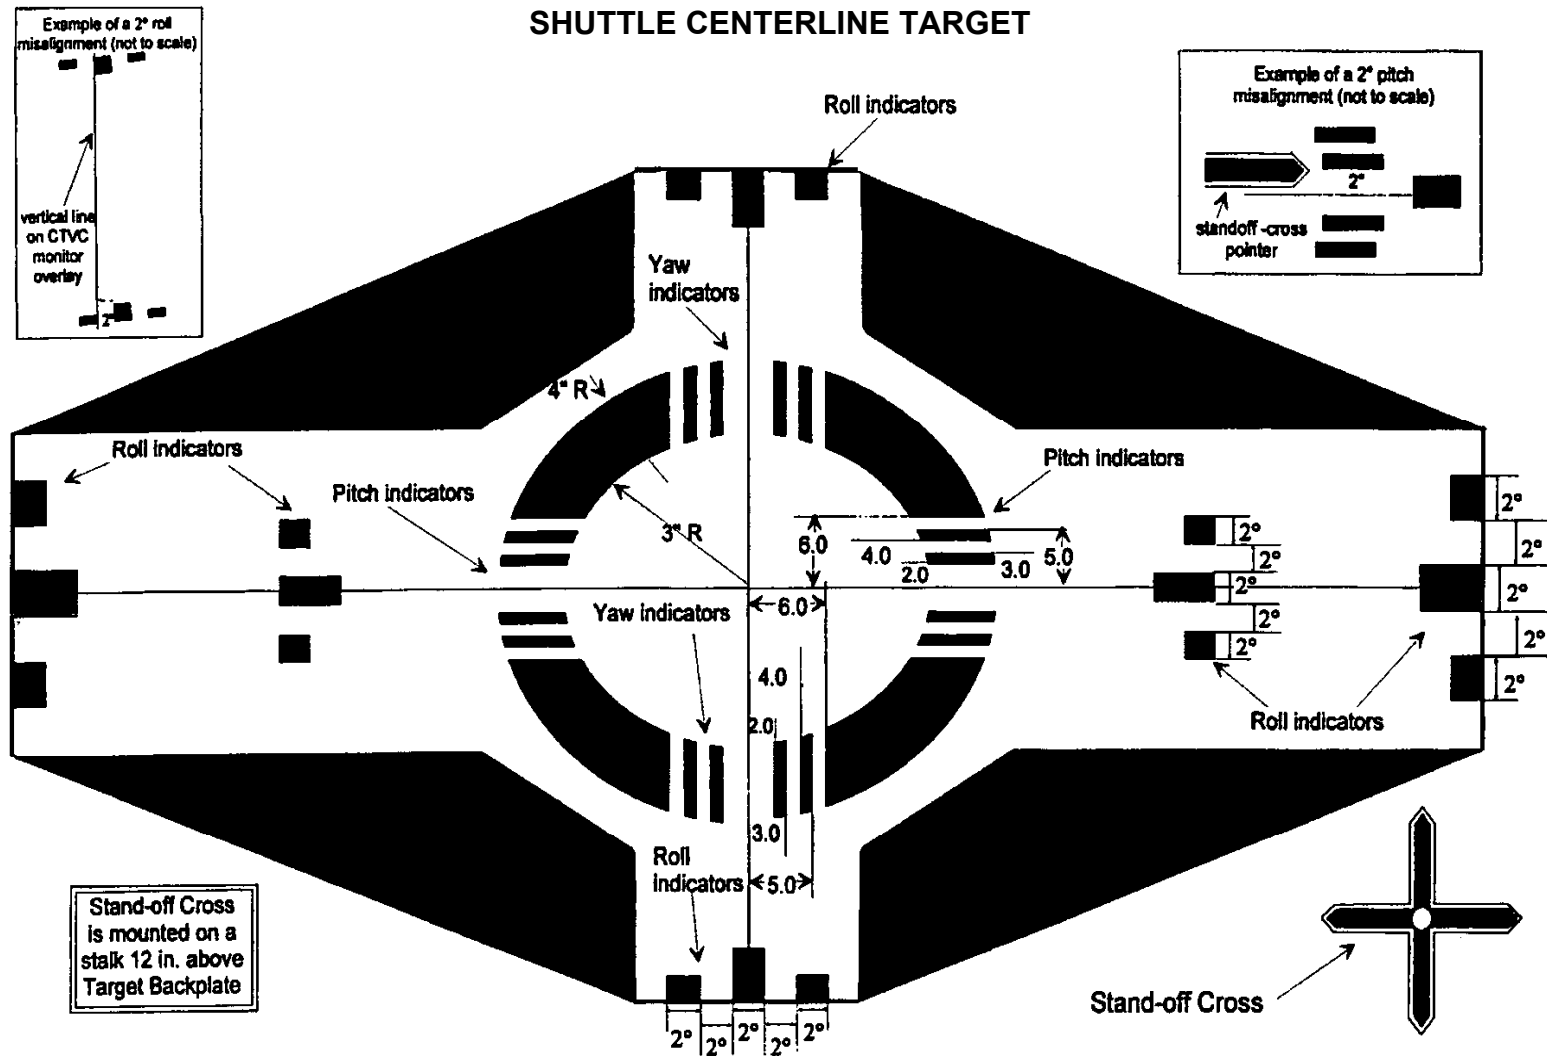 SHUTTLE CENTERLINE TARGET
Example of a 2° roll
misalignment (not to scale)
vertical line
on CTVC
monitor
overlay
2°
Example of a 2° pitch
misalignment (not to scale)
2°
standoff -cross
pointer
Roll indicators
Yaw
indicators
4" R
Roll indicators
Pitch indicators
3" R
Pitch indicators
6.0
4.0
2.0
3.0
5.0
6.0
Yaw indicators
4.0
2.0
3.0
5.0
2°
2°
2°
2°
2°
2°
2°
2°
2°
2°
Roll indicators
Roll
indicators
2°
2°
2°
2°
2°
Stand-off Cross
is mounted on a
stalk 12 in. above
Target Backplate
Stand-off Cross